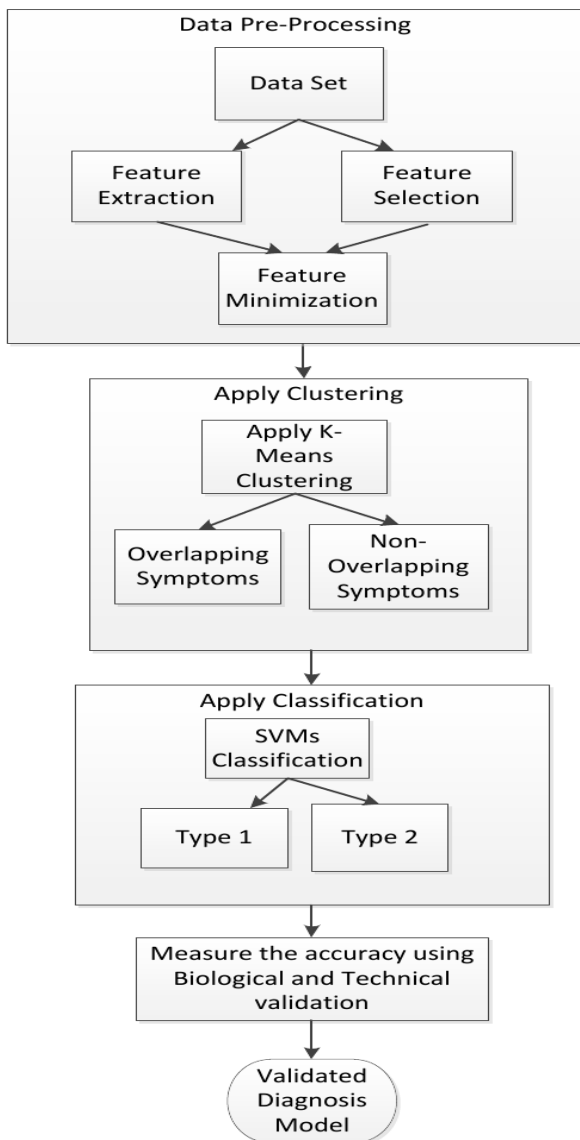 Data Pre-Processing
Data Set
Feature
Extraction
Feature
Selection
Feature
Minimization
Apply Clustering
Apply K-
Means
Clustering
Overlapping
Symptoms
Non-
Overlapping
Symptoms
Apply Classification
SVMs
Classification
Type 1
Type 2
Measure the accuracy using
Biological and Technical
validation
Validated
Diagnosis
Model